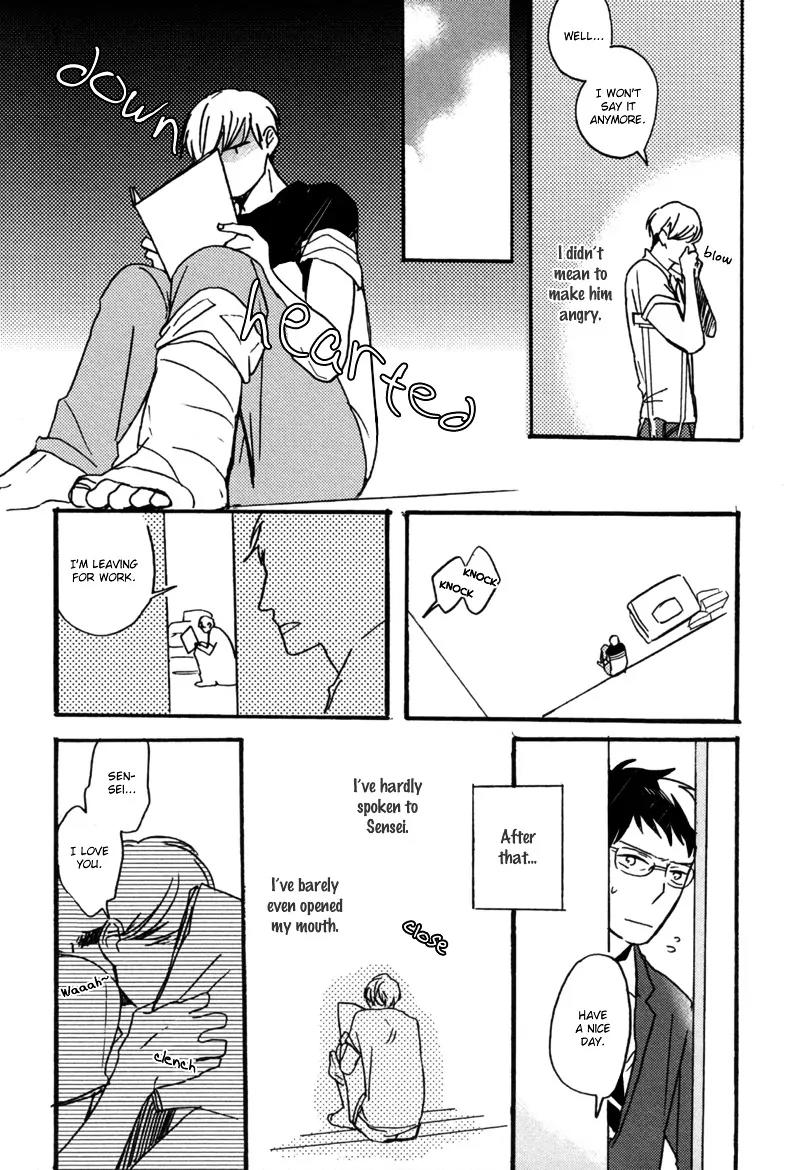 WELL...
I WON'T
SAY IT
ANYMORE.
I didn't
mean to
make him
angry.
blow
down
hearted
KNOCK
KNOCK
I'M LEAVING
FOR WORK.
HAVE
A NICE
DAY.
After
that...
I've hardly
spoken to
Sensei.
I've barely
even opened
my mouth.
close
SEN-
SEI...
I LOVE
YOU.
Waaah~
clench